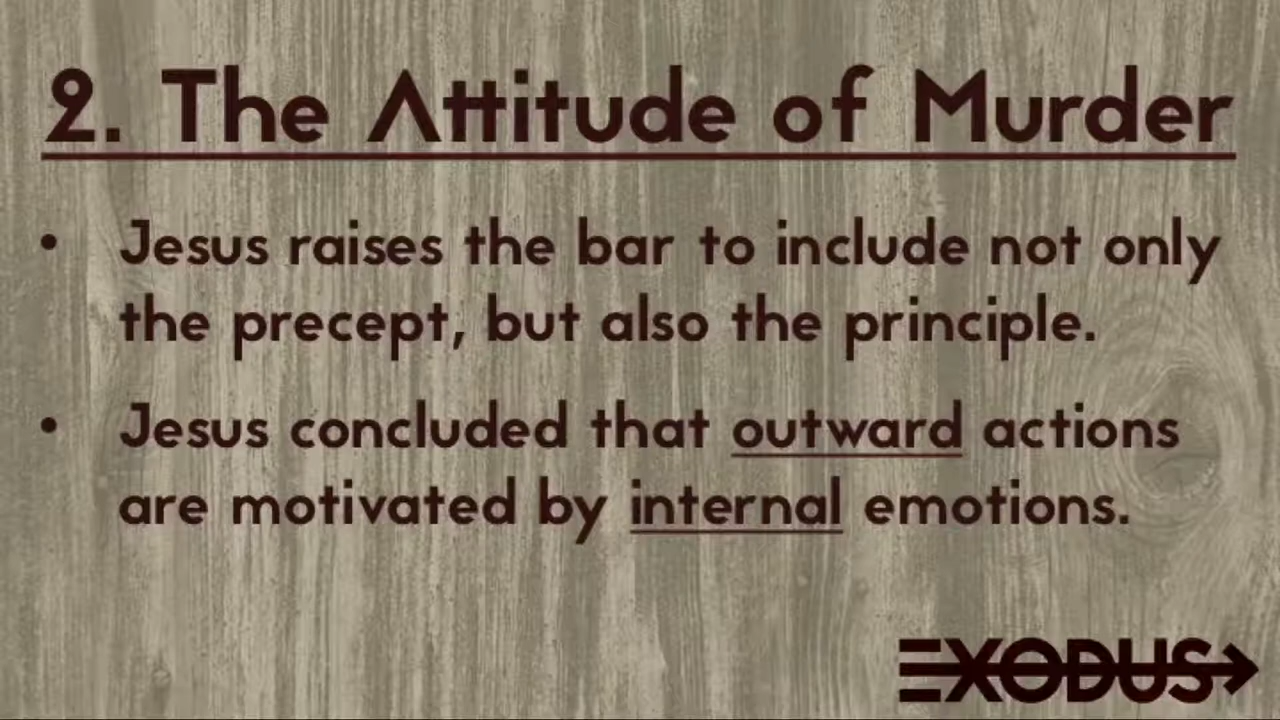 2. The Attitude of Murder
• Jesus raises the bar to include not only
the precept, but also the principle.
• Jesus concluded that outward actions
are motivated by internal emotions.
EXODUS